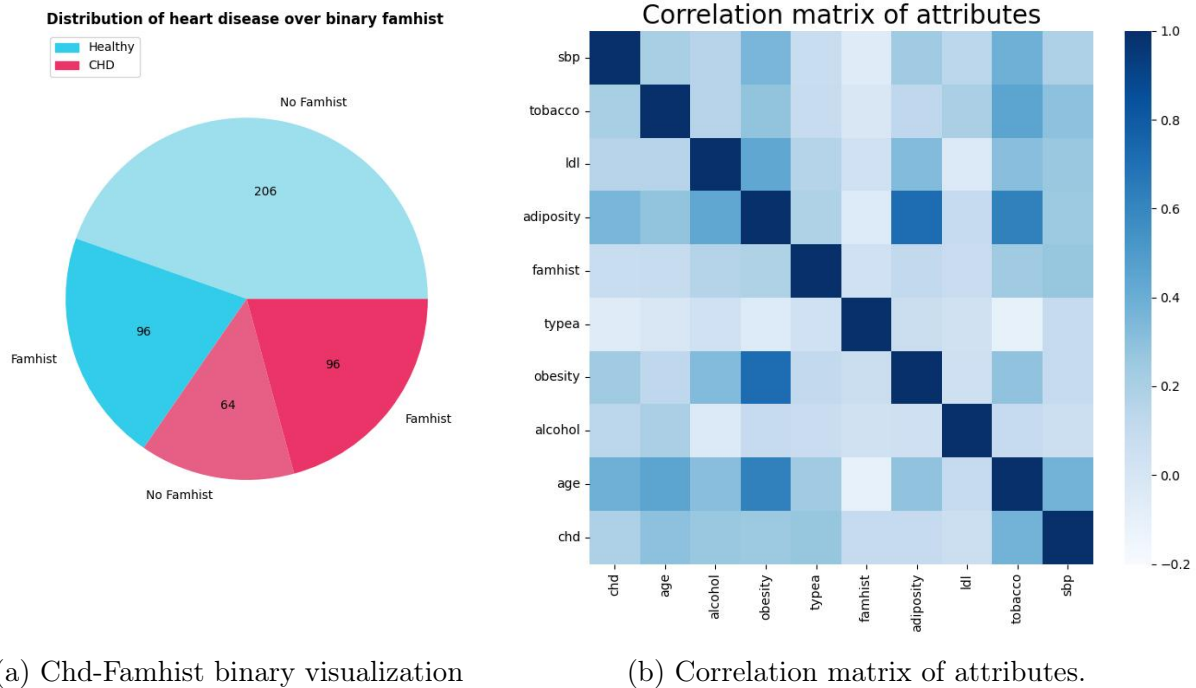 Distribution of heart disease over binary famhist
Healthy
CHD
No Famhist
206
96
Famhist
64
No Famhist
96
Famhist
Correlation matrix of attributes
sbp
tobacco
ldl
adiposity
famhist
typea
obesity
alcohol
age
chd
chd
age
alcohol
obesity
typea
famhist
adiposity
ldl
tobacco
sbp
1.0
0.8
0.6
0.4
0.2
0.0
−0.2
(a) Chd-Famhist binary visualization
(b) Correlation matrix of attributes.